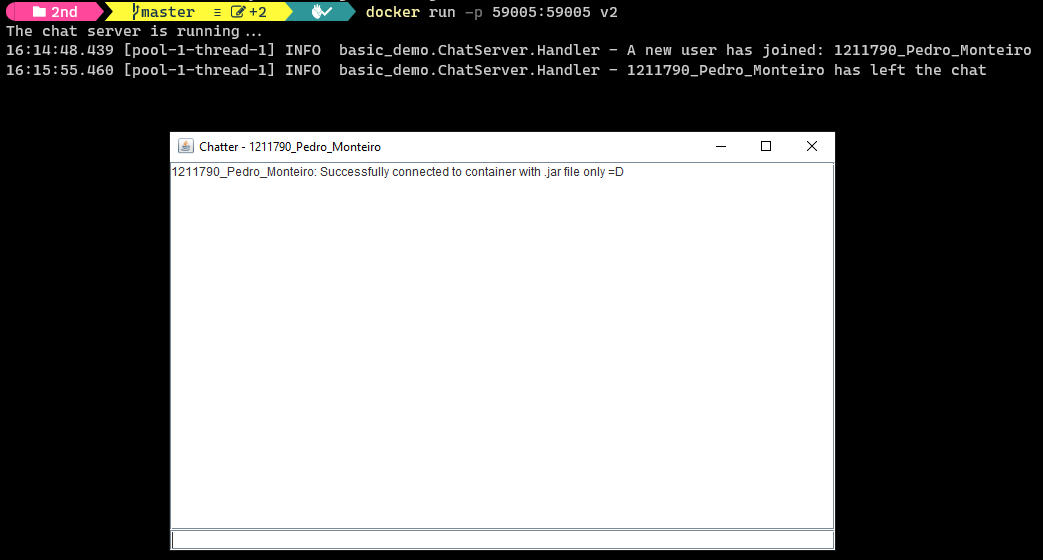 2nd master ≡ +2 docker run -p 59005:59005 v2
The chat server is running...
16:14:48.439 [pool-1-thread-1] INFO  basic_demo.ChatServer.Handler - A new user has joined: 1211790_Pedro_Monteiro
16:15:55.460 [pool-1-thread-1] INFO  basic_demo.ChatServer.Handler - 1211790_Pedro_Monteiro has left the chat
Chatter - 1211790_Pedro_Monteiro
1211790_Pedro_Monteiro: Successfully connected to container with .jar file only =D